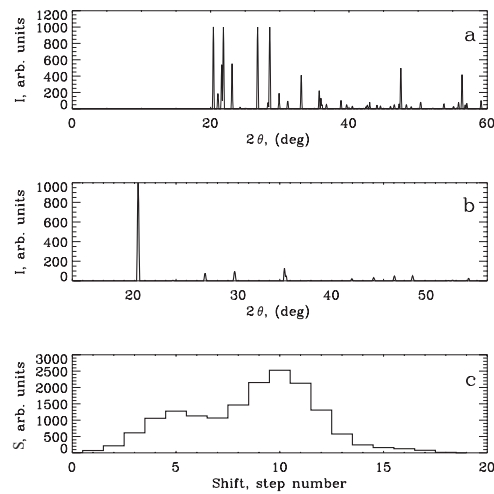 1200
1000
800
600
400
200
0
I, arb. units
a
0 20 40 60
2θ, (deg)
1000
800
600
400
200
0
I, arb. units
b
20 30 40 50
2θ, (deg)
3000
2500
2000
1500
1000
500
0
S, arb. units
c
0 5 10 15 20
Shift, step number